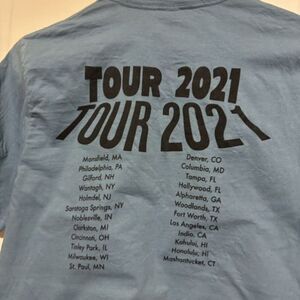 TOUR 2021
TOUR 2021
Mansfield, MA
Philadelphia, PA
Gilford, NH
Wantagh, NY
Holmdel, NJ
Saratoga Springs, NY
Noblesville, IN
Clarkston, MI
Cincinnati, OH
Tinley Park, IL
Milwaukee, WI
St. Paul, MN
Denver, CO
Columbia, MD
Tampa, FL
Hollywood, FL
Alpharetta, GA
Woodlands, TX
Fort Worth, TX
Los Angeles, CA
Indio, CA
Kahului, HI
Honolulu, HI
Mashantucket, CT